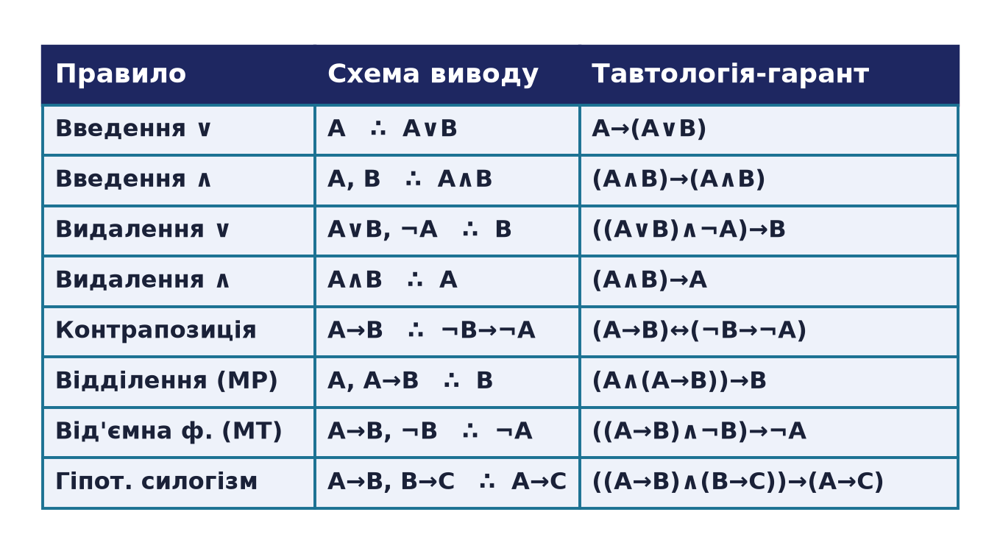 Правило Схема виводу Тавтологія-гарант
Введення ∨ A ∴ A∨B A→(A∨B)
Введення ∧ A, B ∴ A∧B (A∧B)→(A∧B)
Видалення ∨ A∨B, ¬A ∴ B ((A∨B)∧¬A)→B
Видалення ∧ A∧B ∴ A (A∧B)→A
Контрапозиція A→B ∴ ¬B→¬A (A→B)↔(¬B→¬A)
Відділення (MP) A, A→B ∴ B (A∧(A→B))→B
Від'ємна ф. (MT) A→B, ¬B ∴ ¬A ((A→B)∧¬B)→¬A
Гіпот. силогізм A→B, B→C ∴ A→C ((A→B)∧(B→C))→(A→C)